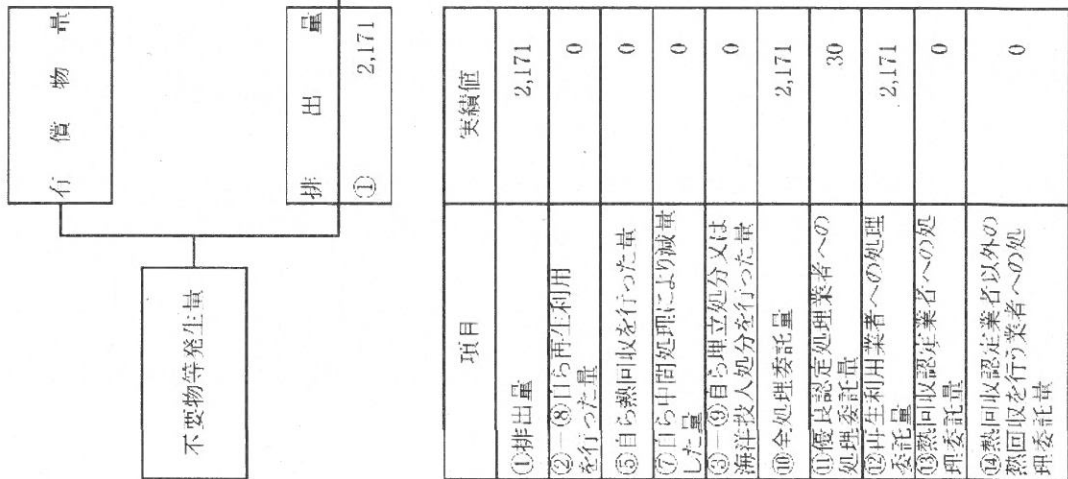 有 償 物 量
不要物等発生量
排 出 量
① 2,171
項目 実績値
①排出量 2,171
②＋⑧自ら再生利用
を行った量 0
⑤自ら熱回収を行った量 0
⑦自ら中間処理により減量
した量 0
③＋⑨自ら埋立処分又は
海洋投入処分を行った量 0
⑩全処理委託量 2,171
⑪優良認定処理業者への
処理委託量 30
⑫再生利用業者への処理
委託量 2,171
⑬熱回収認定業者への処
理委託量 0
⑭熱回収認定業者以外の
熱回収を行う業者への処
理委託量 0